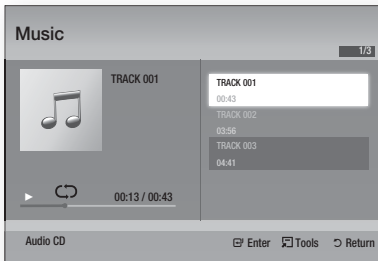 Music
1/3
TRACK 001
00:13 / 00:43
TRACK 001
00:43
TRACK 002
03:56
TRACK 003
04:41
Audio CD
Enter Tools Return